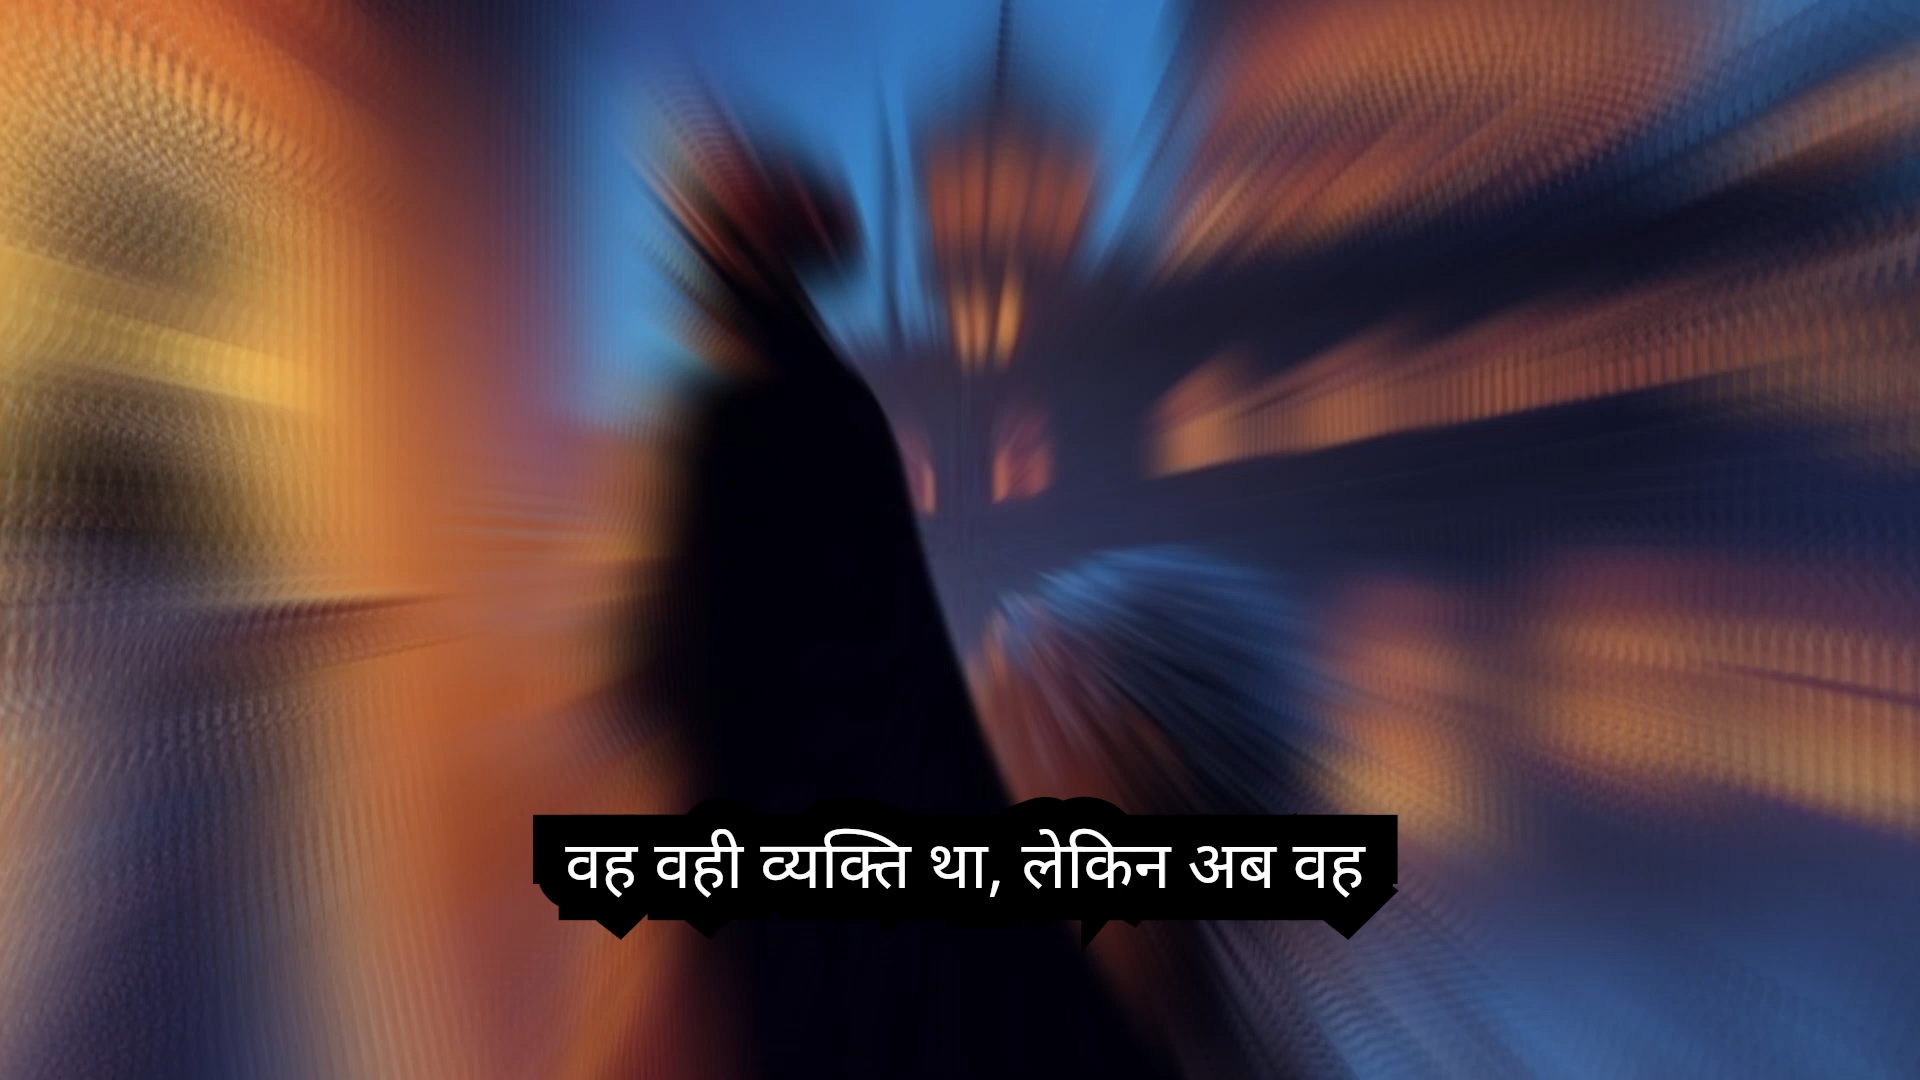 वह वही व्यक्ति था, लेकिन अब वह